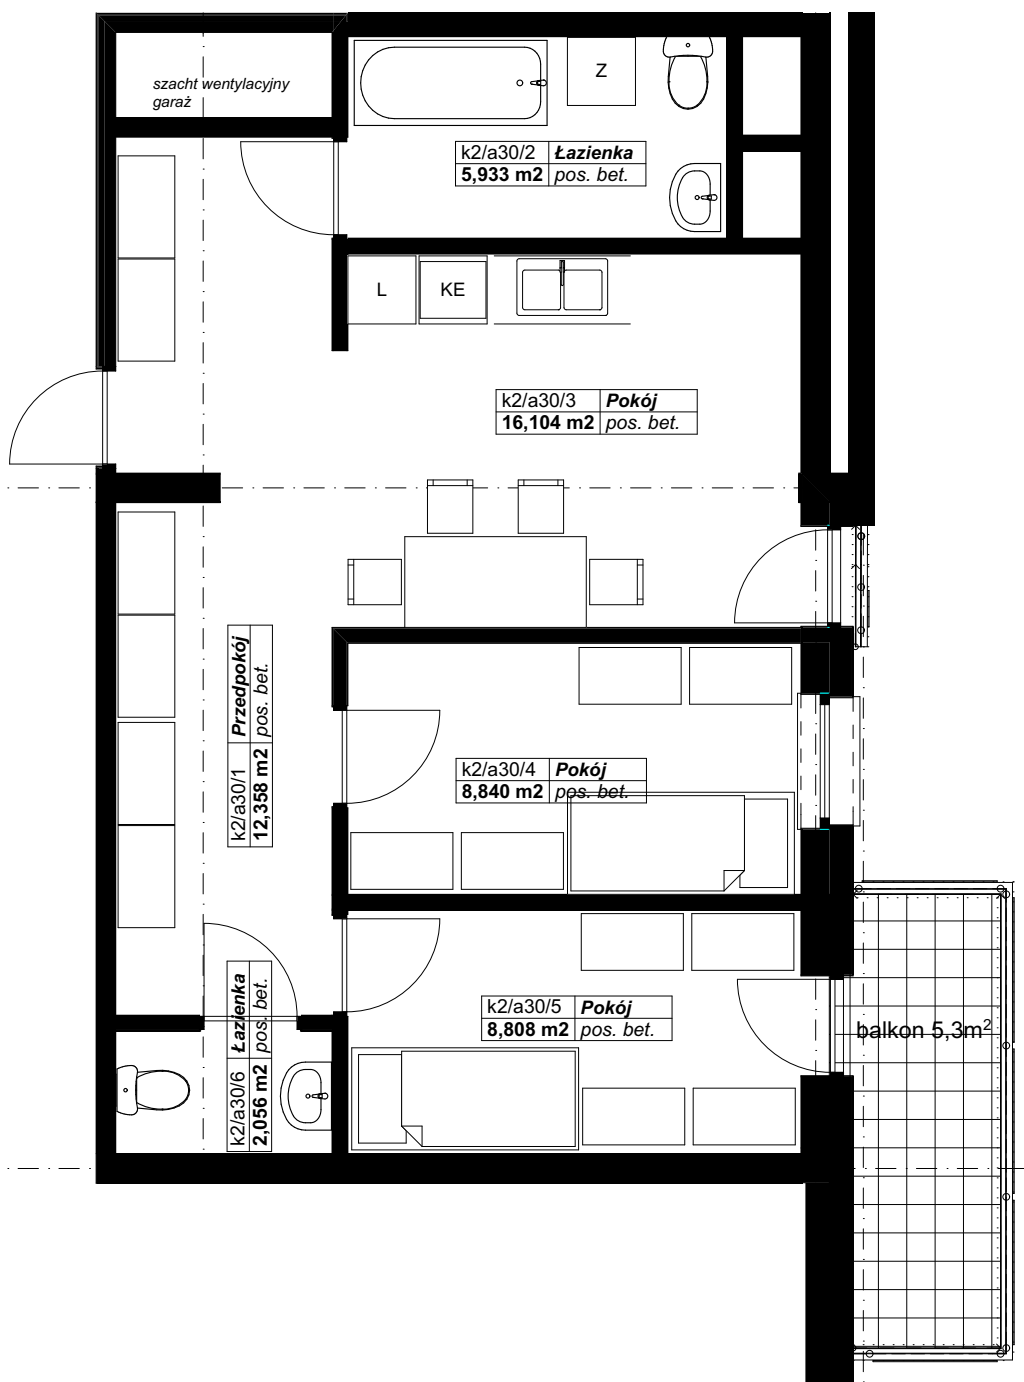 szacht wentylacyjny
garaż
Z
k2/a30/2 Łazienka
5,933 m2 pos. bet.
L
KE
k2/a30/3 Pokój
16,104 m2 pos. bet.
k2/a30/1 Przedpokój
12,358 m2 pos. bet.
k2/a30/4 Pokój
8,840 m2 pos. bet.
k2/a30/5 Pokój
8,808 m2 pos. bet.
balkon 5,3m²
k2/a30/6 Łazienka
2,056 m2 pos. bet.